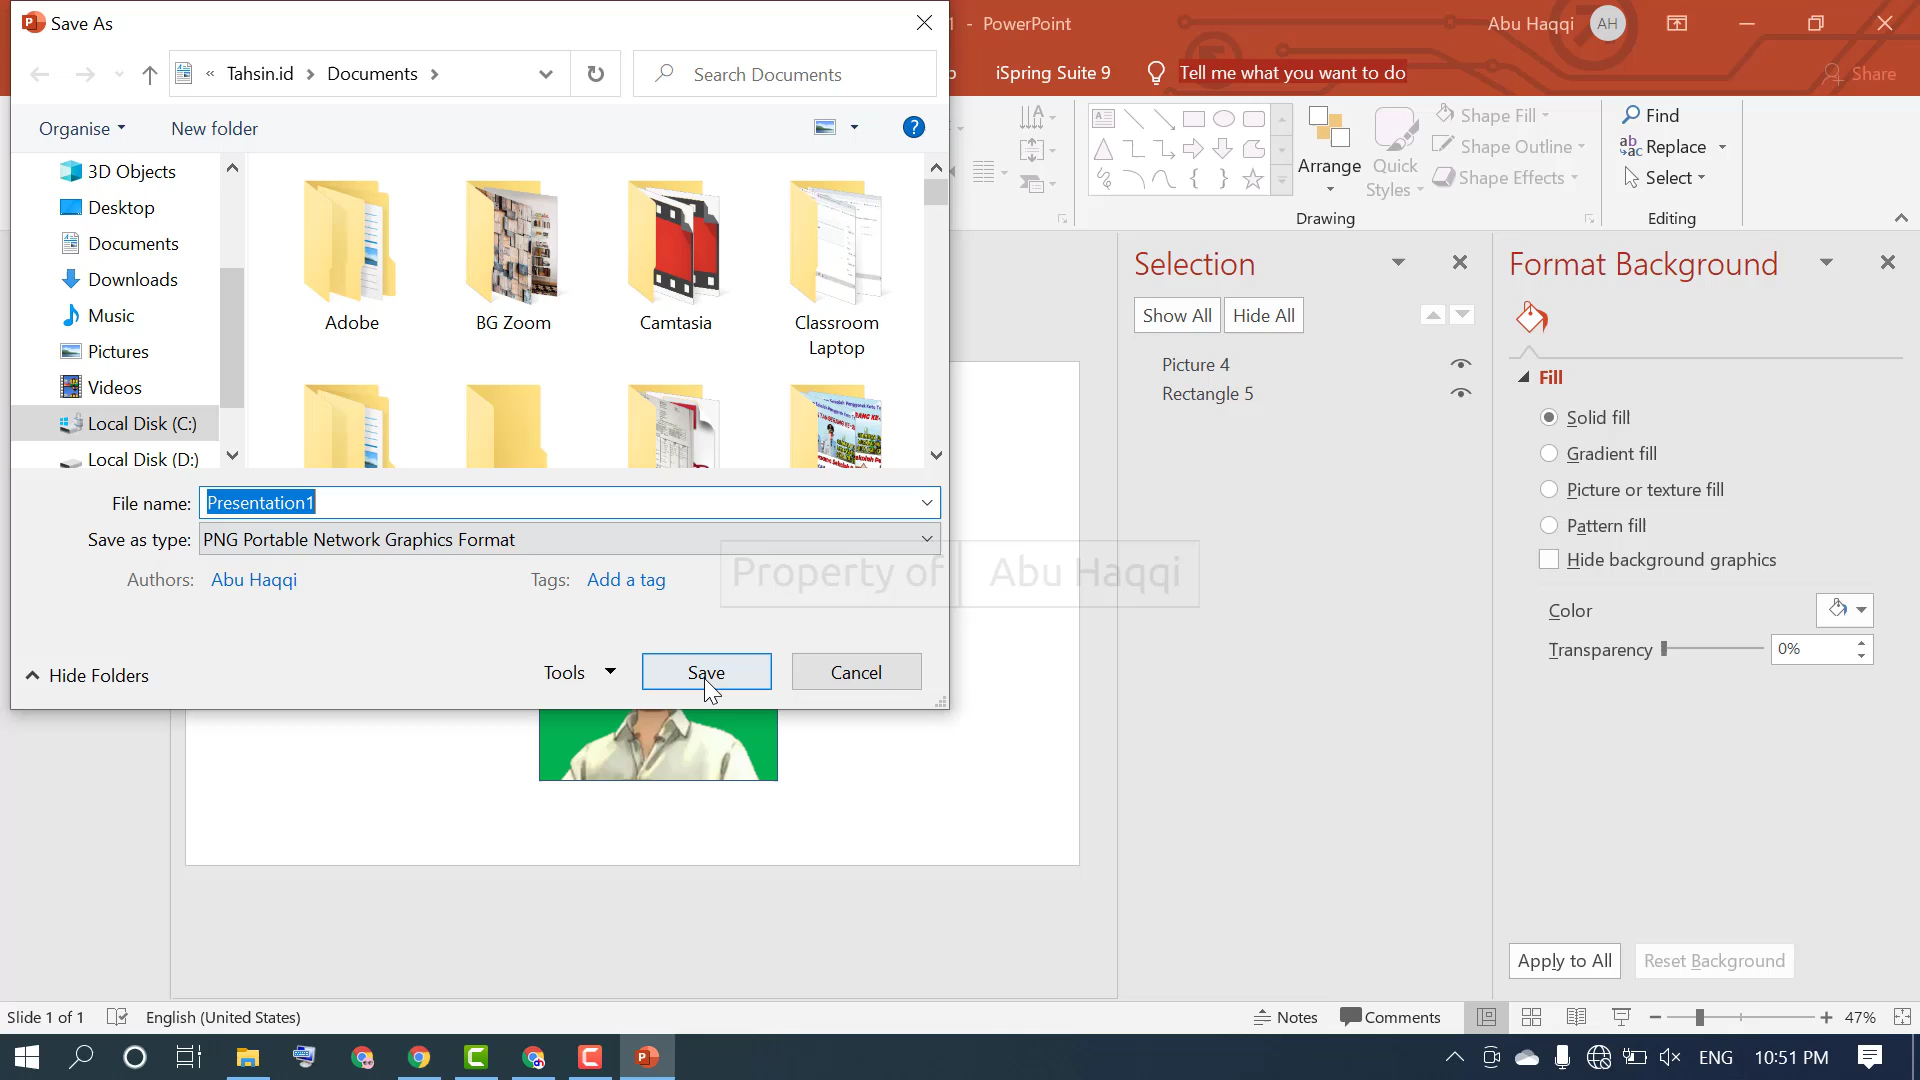 Save As
1 - PowerPoint
Abu Haqqi
AH
« Tahsin.id > Documents >
Search Documents
iSpring Suite 9
Tell me what you want to do
Share
Organise
New folder
3D Objects
Desktop
Documents
Downloads
Music
Pictures
Videos
Local Disk (C:)
Local Disk (D:)
Adobe
BG Zoom
Camtasia
Classroom
Laptop
Arrange
Quick
Styles
Shape Fill
Shape Outline
Shape Effects
Drawing
Find
Replace
Select
Editing
File name: Presentation1
Save as type: PNG Portable Network Graphics Format
Authors: Abu Haqqi
Tags: Add a tag
Property of Abu Haqqi
Hide Folders
Tools
Save
Cancel
Selection
Show All
Hide All
Picture 4
Rectangle 5
Format Background
Fill
Solid fill
Gradient fill
Picture or texture fill
Pattern fill
Hide background graphics
Color
Transparency
0%
Apply to All
Reset Background
Slide 1 of 1
English (United States)
Notes
Comments
47%
ENG
10:51 PM